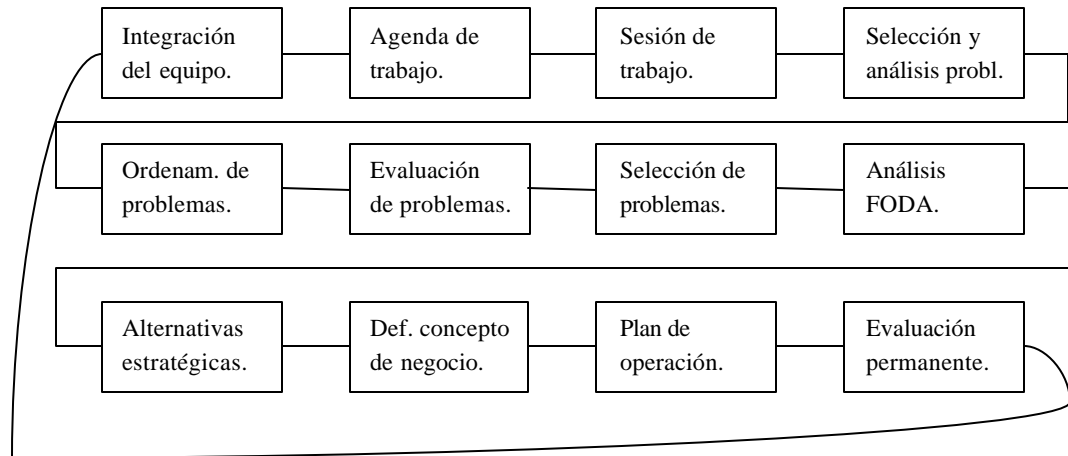 Integración
del equipo.
Agenda de
trabajo.
Sesión de
trabajo.
Selección y
análisis probl.
Ordenam. de
problemas.
Evaluación
de problemas.
Selección de
problemas.
Análisis
FODA.
Alternativas
estratégicas.
Def. concepto
de negocio.
Plan de
operación.
Evaluación
permanente.